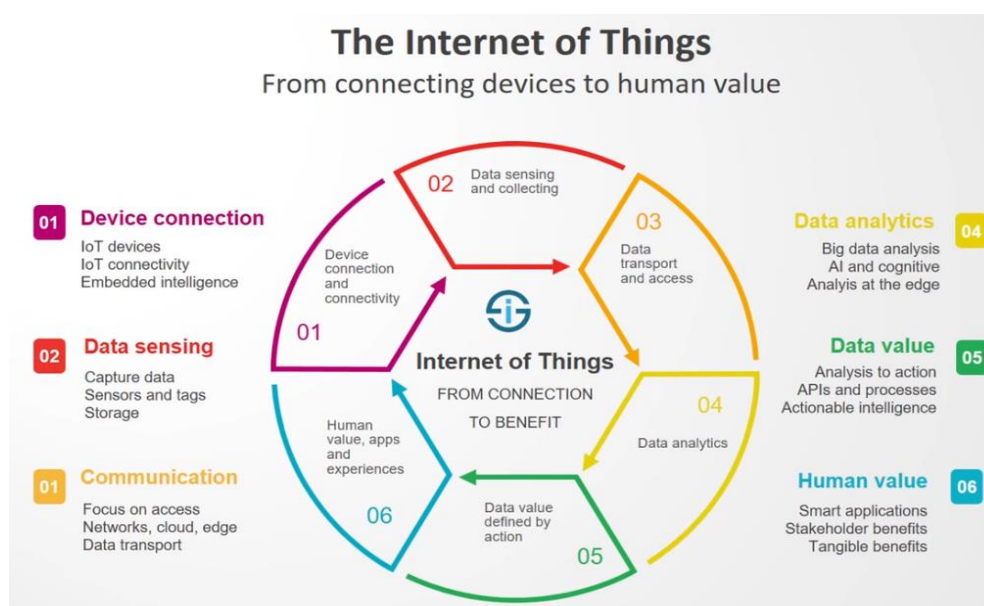 The Internet of Things
From connecting devices to human value
01
Device connection
IoT devices
IoT connectivity
Embedded intelligence
02
Data sensing
Capture data
Sensors and tags
Storage
01
Communication
Focus on access
Networks, cloud, edge
Data transport
02
Data sensing
and collecting
03
Data
transport
and access
Device
connection
and
connectivity
01
Internet of Things
FROM CONNECTION
TO BENEFIT
04
Data analytics
Human
value, apps
and
experiences
06
Data value
defined by
action
05
Data analytics
04
Big data analysis
AI and cognitive
Analyis at the edge
Data value
05
Analysis to action
APIs and processes
Actionable intelligence
Human value
06
Smart applications
Stakeholder benefits
Tangible benefits